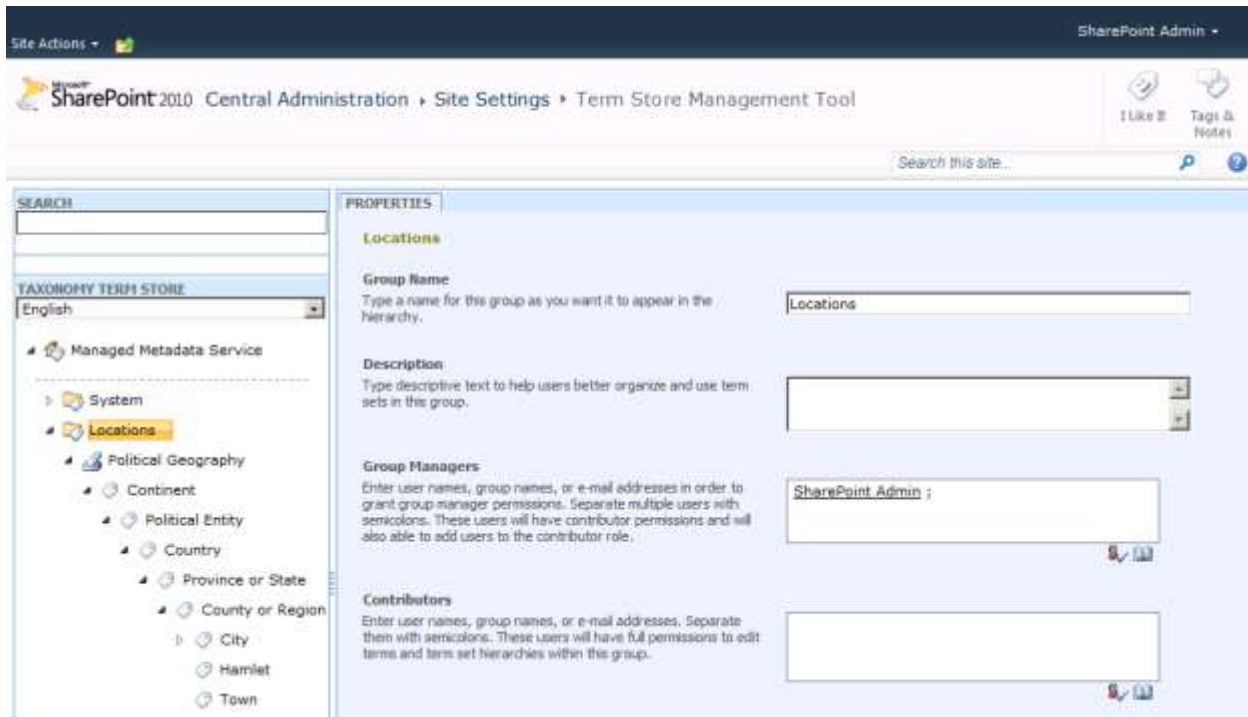 SharePoint Admin
Site Actions
Microsoft
SharePoint 2010 Central Administration Site Settings Term Store Management Tool
I Like It
Tags &
Notes
Search this site...
SEARCH
TAXONOMY TERM STORE
English
Managed Metadata Service
System
Locations
Political Geography
Continent
Political Entity
Country
Province or State
County or Region
City
Hamlet
Town
PROPERTIES
Locations
Group Name
Type a name for this group as you want it to appear in the
hierarchy.
Locations
Description
Type descriptive text to help users better organize and use term
sets in this group.
Group Managers
Enter user names, group names, or e-mail addresses in order to
grant group manager permissions. Separate multiple users with
semicolons. These users will have contributor permissions and will
also able to add users to the contributor role.
SharePoint Admin ;
Contributors
Enter user names, group names, or e-mail addresses. Separate
them with semicolons. These users will have full permissions to edit
terms and term set hierarchies within this group.